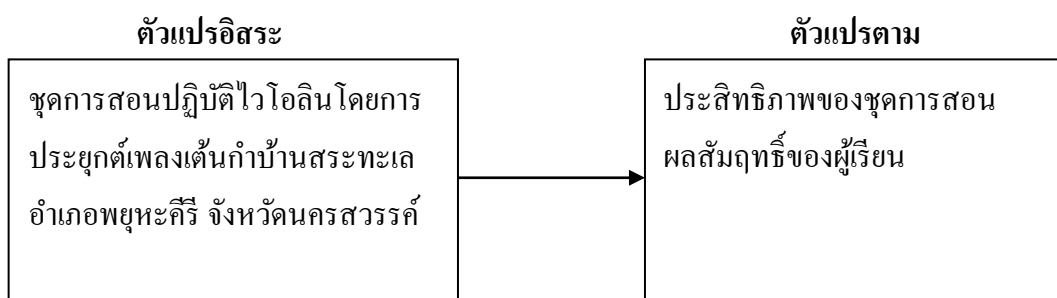 ตัวแปรอิสระ
ตัวแปรตาม
ชุดการสอนปฏิบัติไวโอลินโดยการ
ประยุกต์เพลงเต้นกำบ้านสระทะเล
อำเภอพยุหะคีรี จังหวัดนครสวรรค์
ประสิทธิภาพของชุดการสอน
ผลสัมฤทธิ์ของผู้เรียน